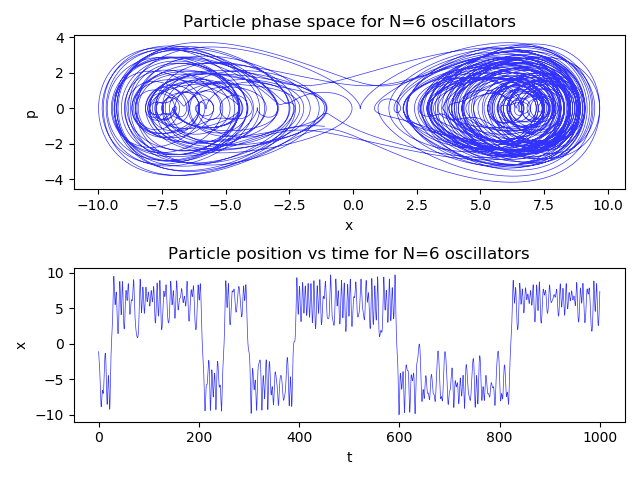 Particle phase space for N=6 oscillators
4
2
0
−2
−4
p
−10.0 −7.5 −5.0 −2.5 0.0 2.5 5.0 7.5 10.0
x
Particle position vs time for N=6 oscillators
10
5
0
−5
−10
x
0 200 400 600 800 1000
t